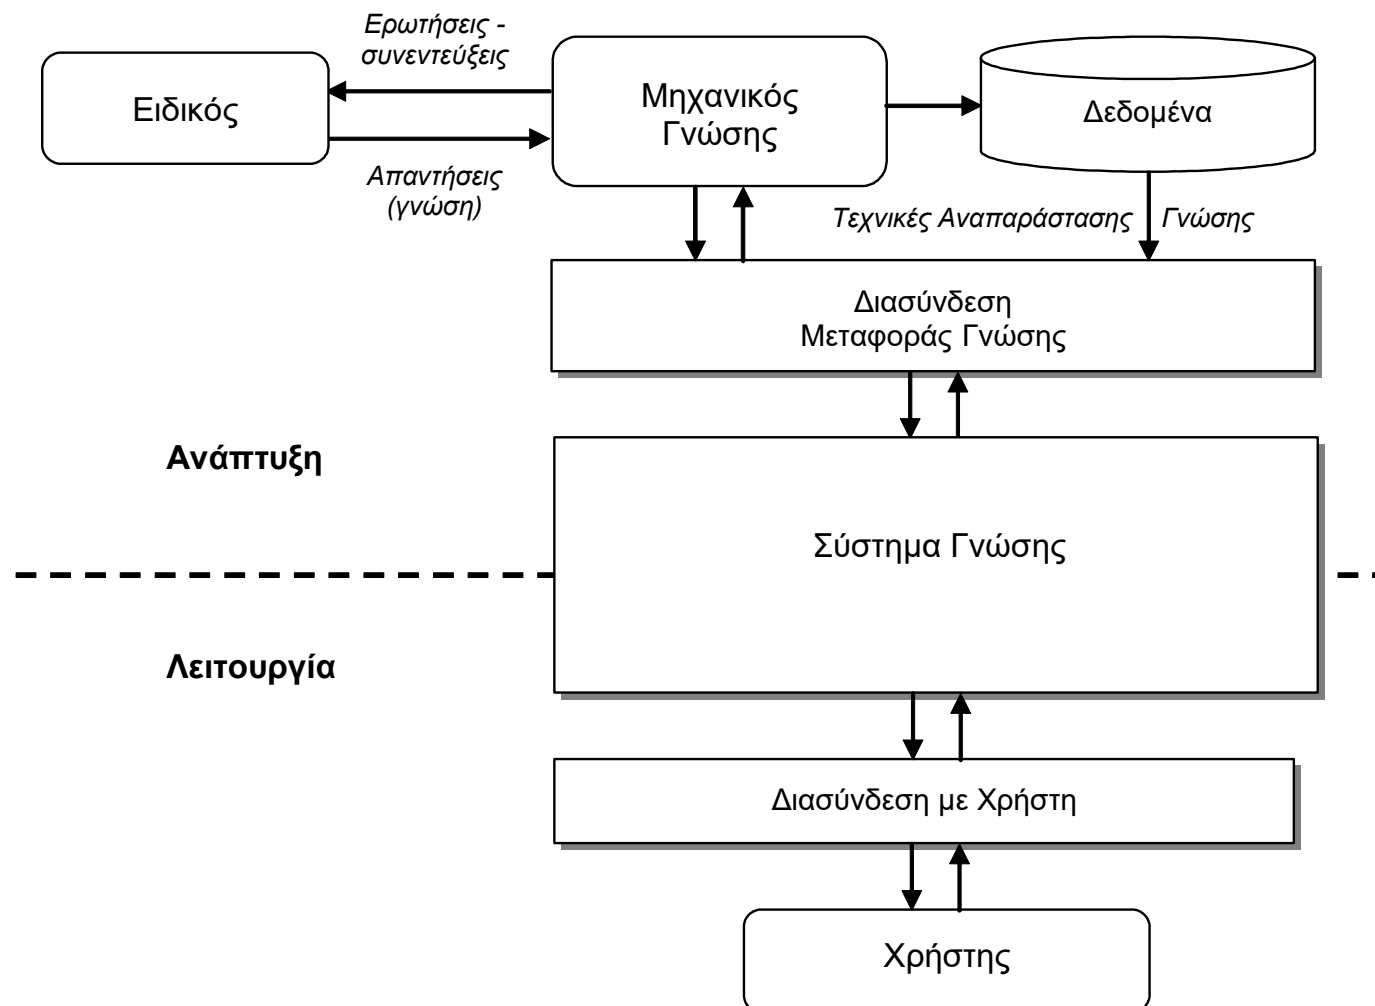 Ερωτήσεις -
συνεντεύξεις
Ειδικός
Μηχανικός
Γνώσης
Δεδομένα
Απαντήσεις
(γνώση)
Τεχνικές Αναπαράστασης Γνώσης
Διασύνδεση
Μεταφοράς Γνώσης
Ανάπτυξη
Σύστημα Γνώσης
Λειτουργία
Διασύνδεση με Χρήστη
Χρήστης